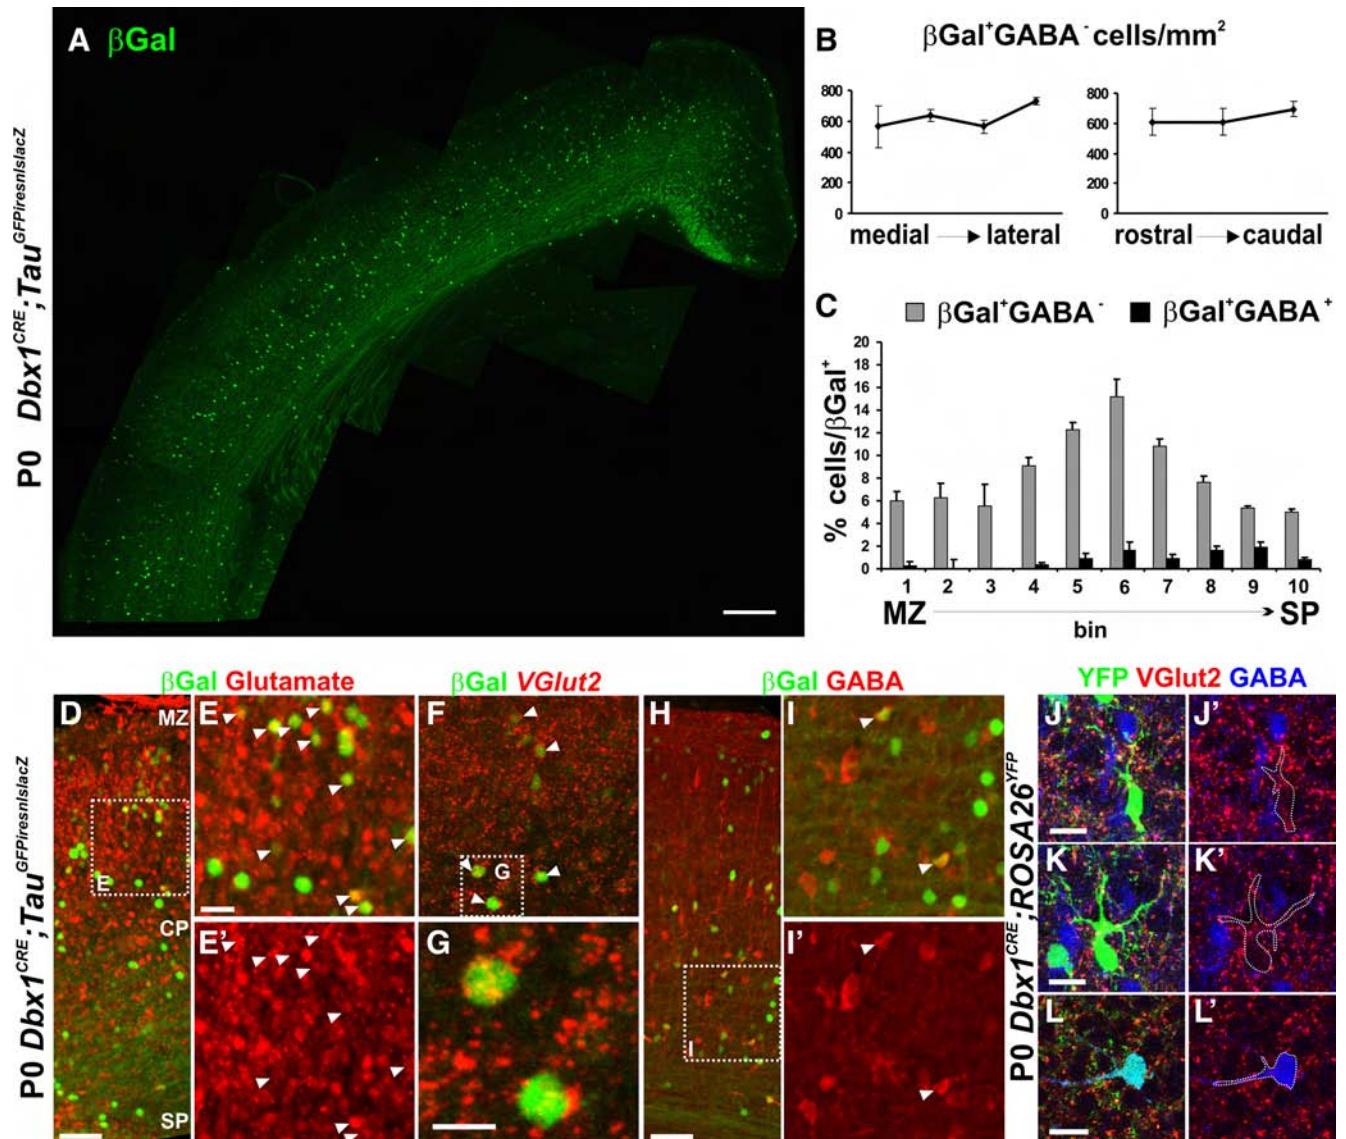 A βGal
P0 Dbx1CRE;TauGFPiresnlslacZ
B βGal+GABA- cells/mm2
800
600
400
200
0
medial lateral
800
600
400
200
0
rostral caudal
C βGal+GABA- βGal+GABA+
% cells/βGal+
20
18
16
14
12
10
8
6
4
2
0
1 2 3 4 5 6 7 8 9 10
MZ SP
bin
P0 Dbx1CRE;TauGFPiresnlslacZ
βGal Glutamate
D MZ
E
CP
SP
E
E'
βGal VGlut2
F
G
G
βGal GABA
H
I
I
I'
P0 Dbx1CRE;ROSA26YFP
YFP VGlut2 GABA
J J'
K K'
L L'